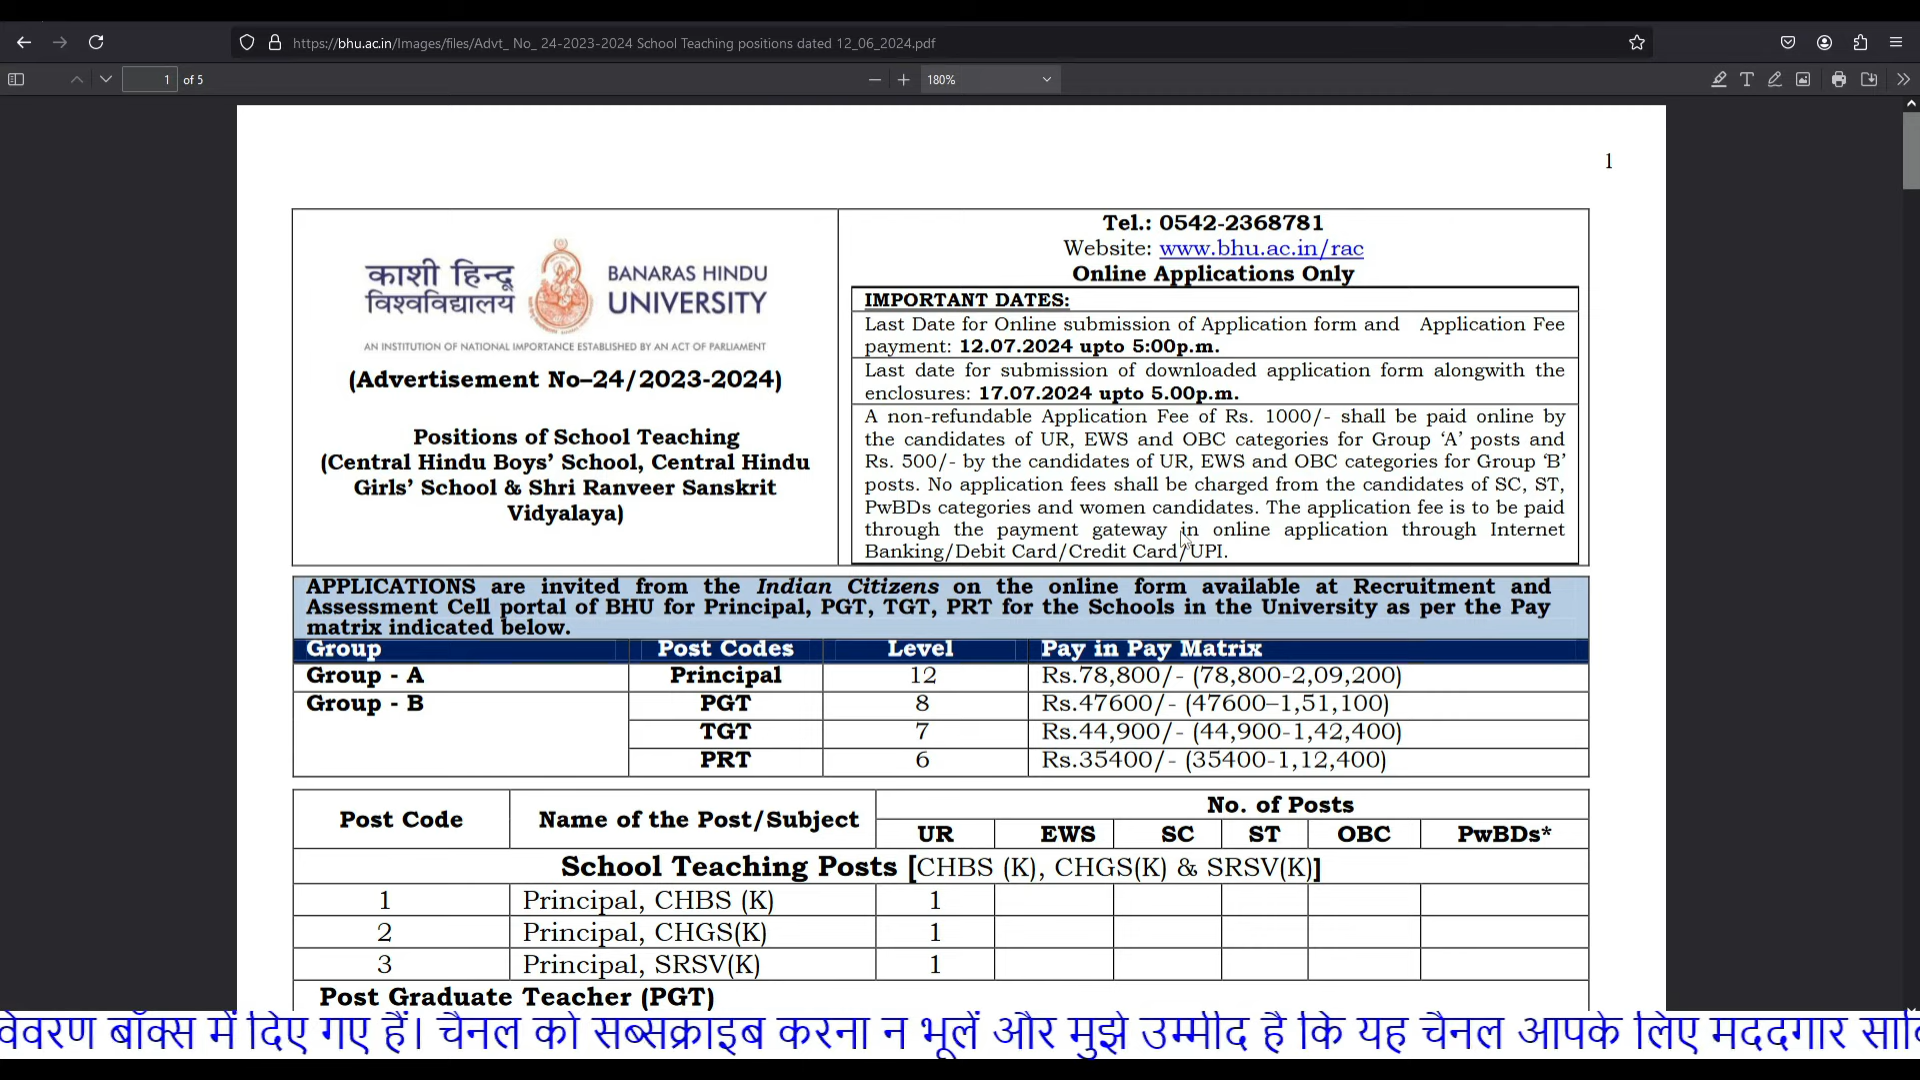 https://bhu.ac.in/Images/files/Advt_ No_ 24-2023-2024 School Teaching positions dated 12_06_2024.pdf
1 of 5
180%
1
काशी हिन्दू
विश्वविद्यालय
BANARAS HINDU
UNIVERSITY
AN INSTITUTION OF NATIONAL IMPORTANCE ESTABLISHED BY AN ACT OF PARLIAMENT
(Advertisement No–24/2023-2024)
Positions of School Teaching
(Central Hindu Boys’ School, Central Hindu
Girls’ School & Shri Ranveer Sanskrit
Vidyalaya)
Tel.: 0542-2368781
Website: www.bhu.ac.in/rac
Online Applications Only
IMPORTANT DATES:
Last Date for Online submission of Application form and Application Fee
payment: 12.07.2024 upto 5:00p.m.
Last date for submission of downloaded application form alongwith the
enclosures: 17.07.2024 upto 5.00p.m.
A non-refundable Application Fee of Rs. 1000/- shall be paid online by
the candidates of UR, EWS and OBC categories for Group ‘A’ posts and
Rs. 500/- by the candidates of UR, EWS and OBC categories for Group ‘B’
posts. No application fees shall be charged from the candidates of SC, ST,
PwBDs categories and women candidates. The application fee is to be paid
through the payment gateway in online application through Internet
Banking/Debit Card/Credit Card/UPI.
APPLICATIONS are invited from the Indian Citizens on the online form available at Recruitment and
Assessment Cell portal of BHU for Principal, PGT, TGT, PRT for the Schools in the University as per the Pay
matrix indicated below.
Group Post Codes Level Pay in Pay Matrix
Group - A Principal 12 Rs.78,800/- (78,800-2,09,200)
Group - B PGT 8 Rs.47600/- (47600–1,51,100)
TGT 7 Rs.44,900/- (44,900-1,42,400)
PRT 6 Rs.35400/- (35400-1,12,400)
Post Code Name of the Post/Subject No. of Posts
UR EWS SC ST OBC PwBDs*
School Teaching Posts [CHBS (K), CHGS(K) & SRSV(K)]
1 Principal, CHBS (K) 1
2 Principal, CHGS(K) 1
3 Principal, SRSV(K) 1
Post Graduate Teacher (PGT)
वेवरण बॉक्स में दिए गए हैं। चैनल को सब्सक्राइब करना न भूलें और मुझे उम्मीद है कि यह चैनल आपके लिए मददगार साबि